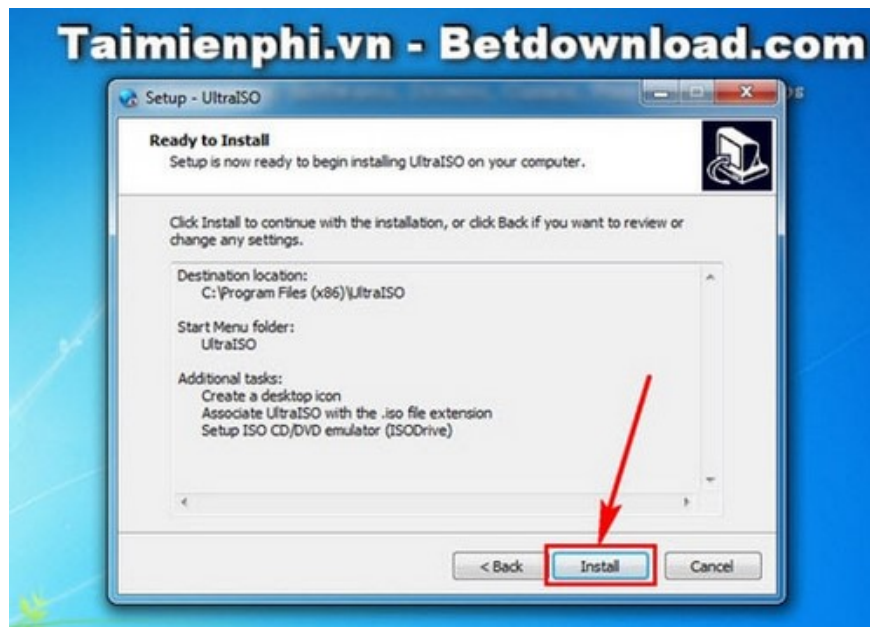 Taimienphi.vn - Betdownload.com
Setup - UltraISO
Ready to Install
Setup is now ready to begin installing UltraISO on your computer.
Click Install to continue with the installation, or click Back if you want to review or
change any settings.
Destination location:
C:\Program Files (x86)\UltraISO
Start Menu folder:
UltraISO
Additional tasks:
Create a desktop icon
Associate UltraISO with the .iso file extension
Setup ISO CD/DVD emulator (ISODrive)
< Back
Install
Cancel